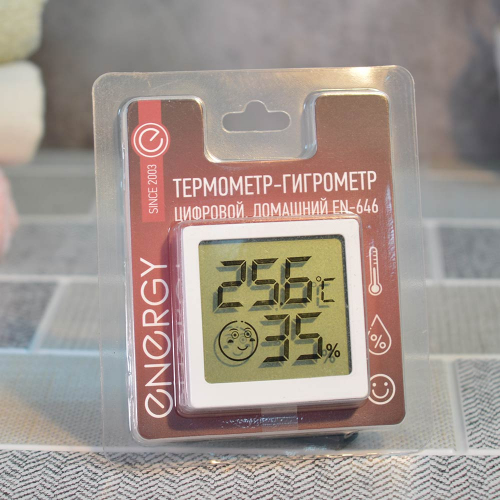 SINCE 2003
ENERGY
ТЕРМОМЕТР-ГИГРОМЕТР
ЦИФРОВОЙ, ДОМАШНИЙ EN-646
25.6°C
35%
%